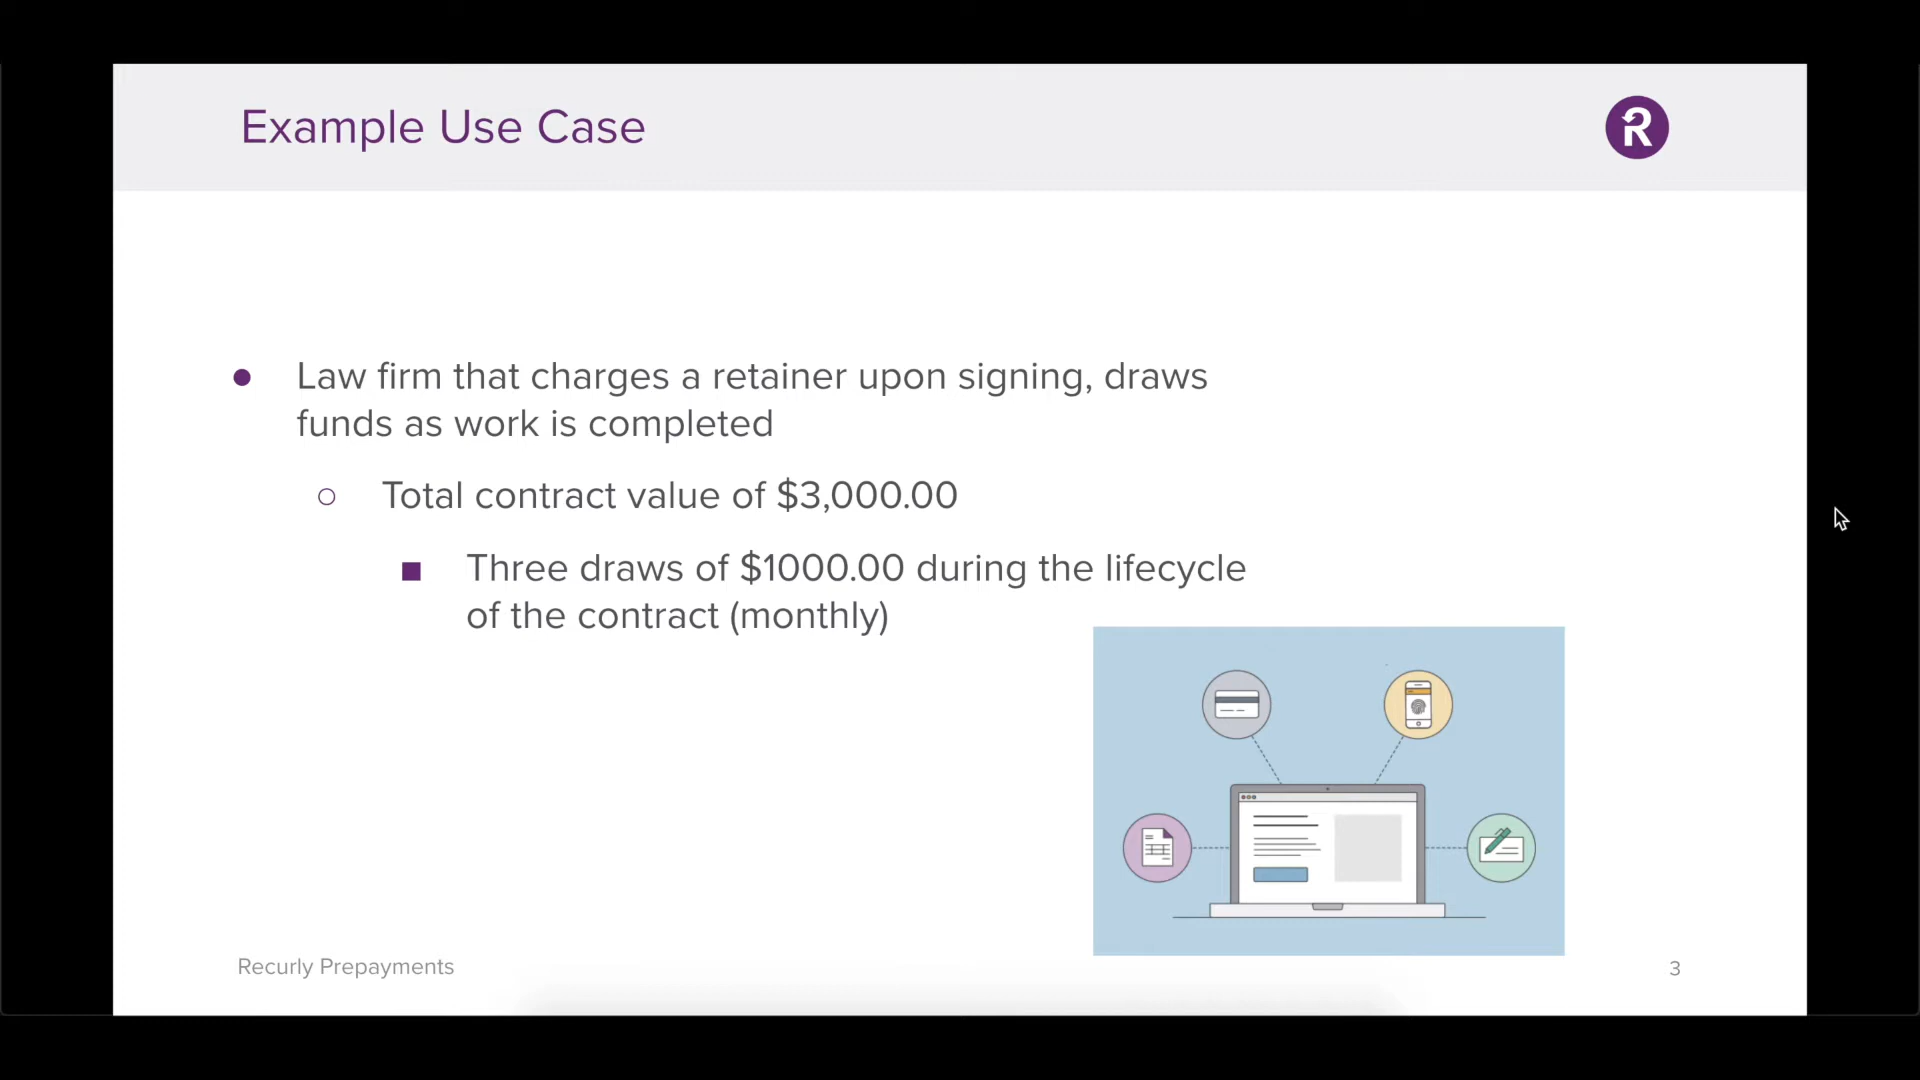 Example Use Case
R
● Law firm that charges a retainer upon signing, draws
funds as work is completed
○ Total contract value of $3,000.00
■ Three draws of $1000.00 during the lifecycle
of the contract (monthly)
Recurly Prepayments
3